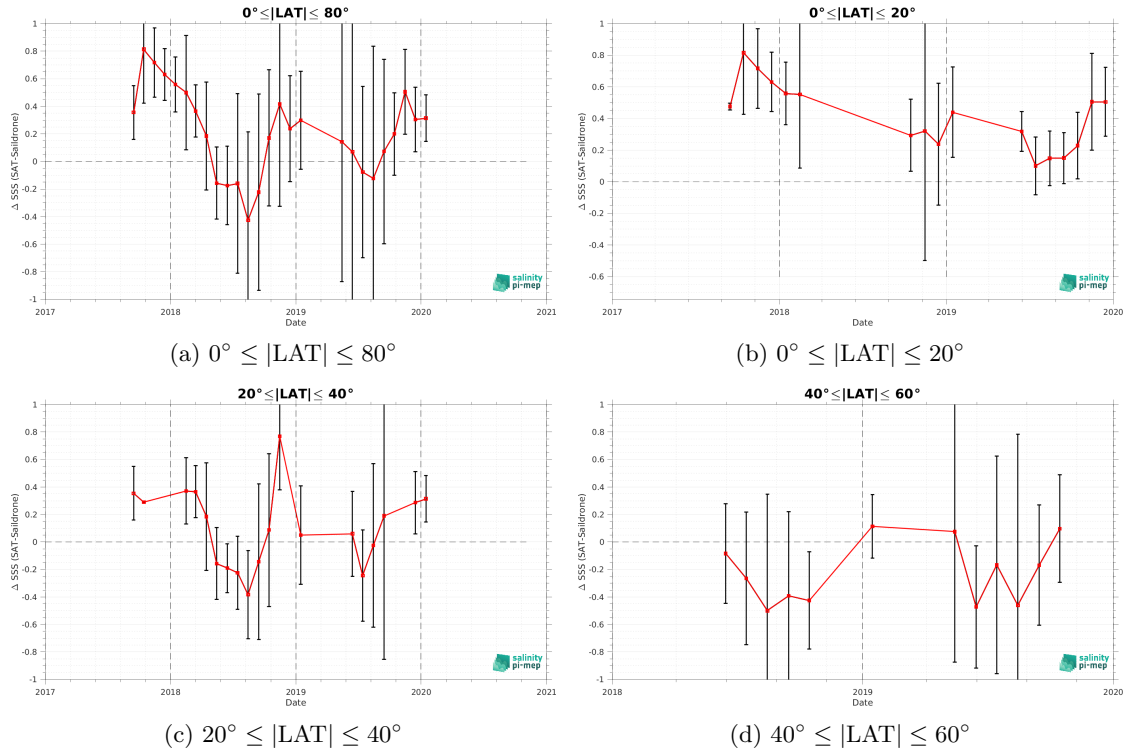 0°≤|LAT|≤ 80°
1
0.8
0.6
0.4
0.2
0
-0.2
-0.4
-0.6
-0.8
-1
Δ SSS (SAT-Saildrone)
2017
2018
2019
2020
2021
Date
salinity
pi-mep
(a) 0° ≤ |LAT| ≤ 80°
0°≤|LAT|≤ 20°
1
0.8
0.6
0.4
0.2
0
-0.2
-0.4
-0.6
Δ SSS (SAT-Saildrone)
2017
2018
2019
2020
Date
salinity
pi-mep
(b) 0° ≤ |LAT| ≤ 20°
20°≤|LAT|≤ 40°
1
0.8
0.6
0.4
0.2
0
-0.2
-0.4
-0.6
-0.8
-1
Δ SSS (SAT-Saildrone)
2017
2018
2019
2020
2021
Date
salinity
pi-mep
(c) 20° ≤ |LAT| ≤ 40°
40°≤|LAT|≤ 60°
1
0.8
0.6
0.4
0.2
0
-0.2
-0.4
-0.6
-0.8
-1
Δ SSS (SAT-Saildrone)
2018
2019
2020
Date
salinity
pi-mep
(d) 40° ≤ |LAT| ≤ 60°